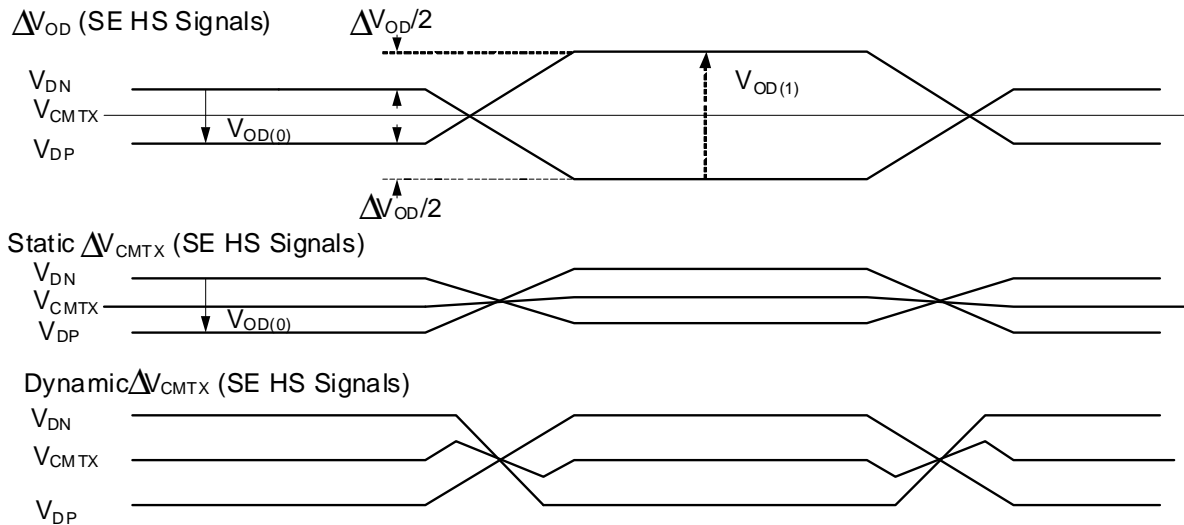 ΔV_OD (SE HS Signals)
ΔV_OD/2
V_DN
V_CMTX
V_OD(0)
V_OD(1)
V_DP
ΔV_OD/2
Static ΔV_CMTX (SE HS Signals)
V_DN
V_CMTX
V_OD(0)
V_DP
Dynamic ΔV_CMTX (SE HS Signals)
V_DN
V_CMTX
V_DP